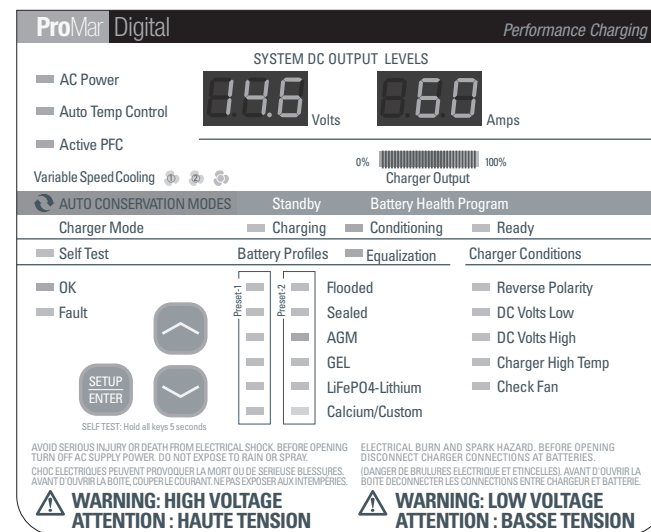 ProMar Digital Performance Charging
SYSTEM DC OUTPUT LEVELS
AC Power
Auto Temp Control
Active PFC
14.6 Volts
60 Amps
Variable Speed Cooling 1 2
0% 100%
Charger Output
AUTO CONSERVATION MODES Standby Battery Health Program
Charger Mode Charging Conditioning Ready
Self Test Battery Profiles Equalization Charger Conditions
OK
Fault
Preset-1
Preset-2
Flooded
Sealed
AGM
GEL
LiFePO4-Lithium
Calcium/Custom
Reverse Polarity
DC Volts Low
DC Volts High
Charger High Temp
Check Fan
SETUP
ENTER
SELF TEST: Hold all keys 5 seconds
AVOID SERIOUS INJURY OR DEATH FROM ELECTRICAL SHOCK. BEFORE OPENING
TURN OFF AC SUPPLY POWER. DO NOT EXPOSE TO RAIN OR SPRAY.
CHOC ELECTRIQUES PEUVENT PROVOQUER LA MORT OU DE SERIEUSE BLESSURES.
AVANT D'OUVRIR LA BOITE, COUPER LE COURANT. NE PAS EXPOSER AUX INTEMPÉRIES.
WARNING: HIGH VOLTAGE
ATTENTION : HAUTE TENSION
ELECTRICAL BURN AND SPARK HAZARD. BEFORE OPENING
DISCONNECT CHARGER CONNECTIONS AT BATTERIES.
(DANGER DE BRULURES ELECTRIQUE ET ETINCELLES). AVANT D'OUVRIR LA
BOITE DECONNECTER LES CONNECTIONS ENTRE CHARGEUR ET BATTERIE.
WARNING: LOW VOLTAGE
ATTENTION : BASSE TENSION